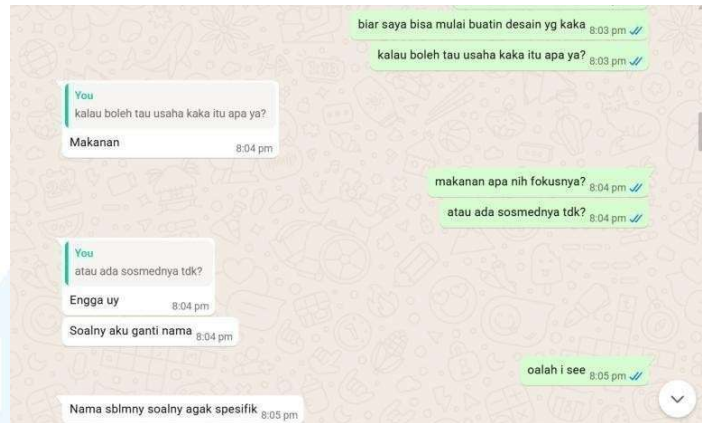 biar saya bisa mulai buatin desain yg kaka 8:03 pm
kalau boleh tau usaha kaka itu apa ya? 8:03 pm
You
kalau boleh tau usaha kaka itu apa ya?
Makanan 8:04 pm
makanan apa nih fokusnya? 8:04 pm
atau ada sosmednya tdk? 8:04 pm
You
atau ada sosmednya tdk?
Engga uy 8:04 pm
Soalny aku ganti nama 8:04 pm
oalah i see 8:05 pm
Nama sblmny soalny agak spesifik 8:05 pm